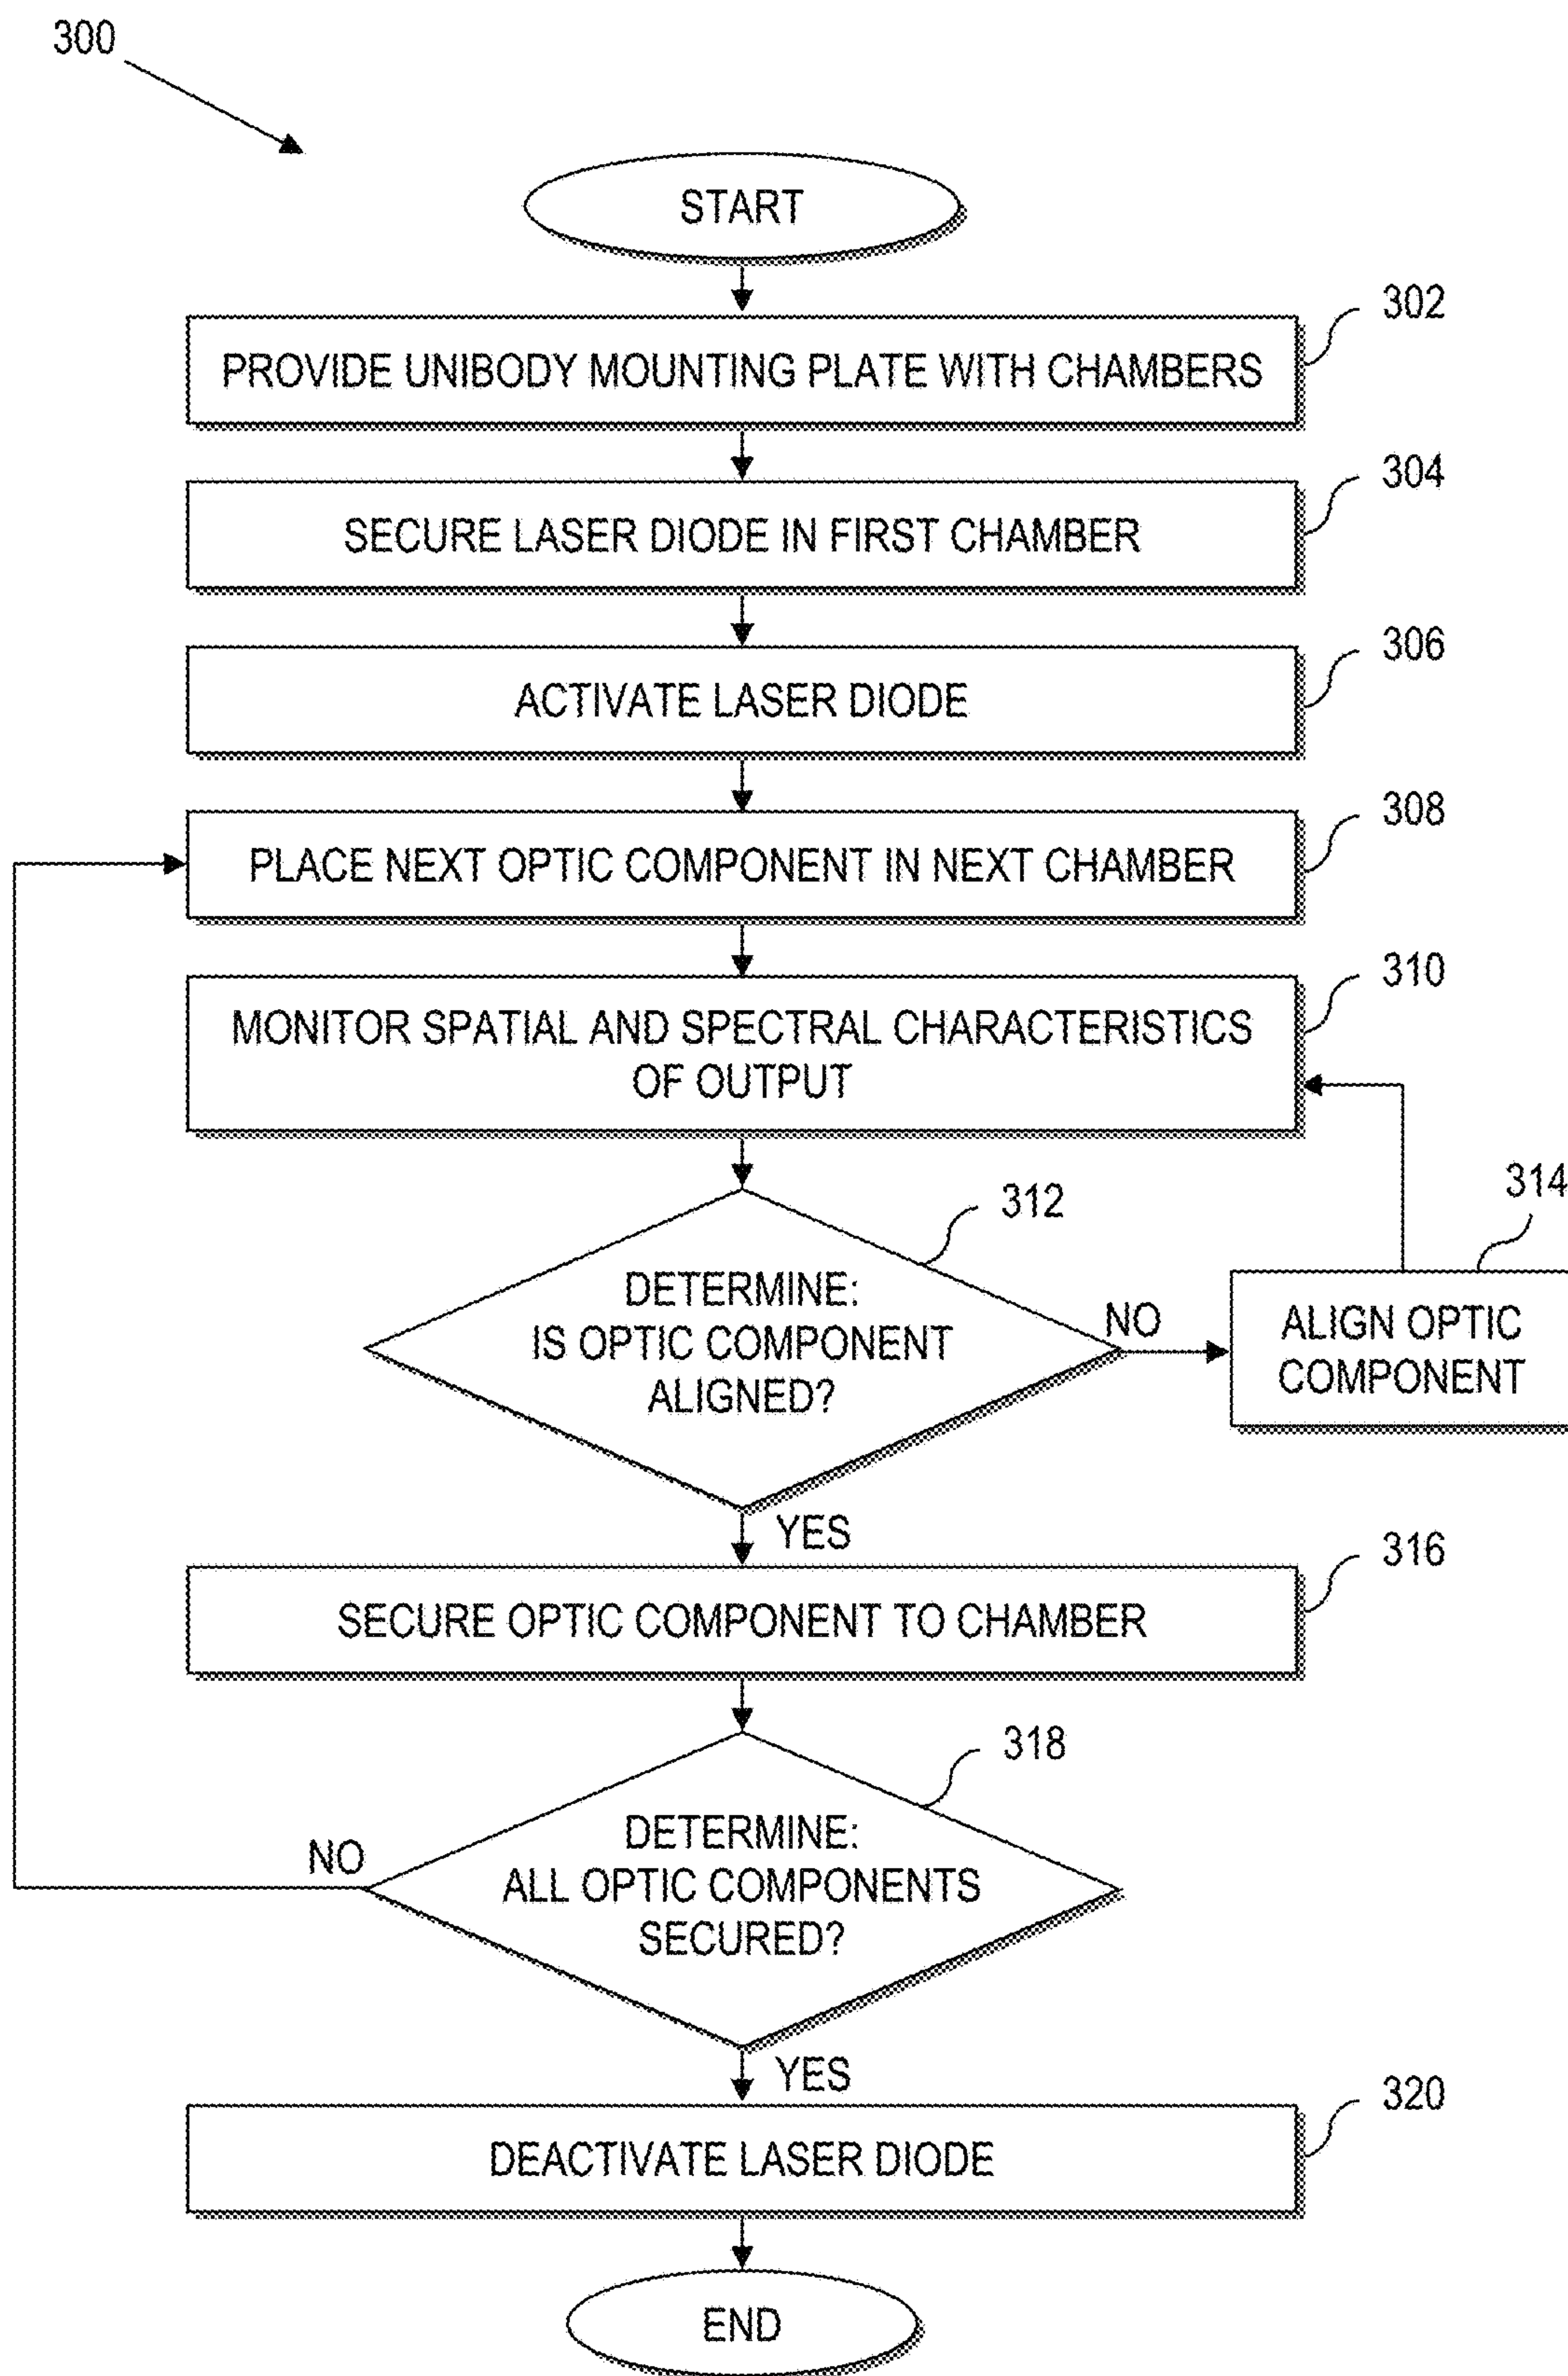 300
START
302
PROVIDE UNIBODY MOUNTING PLATE WITH CHAMBERS
304
SECURE LASER DIODE IN FIRST CHAMBER
306
ACTIVATE LASER DIODE
308
PLACE NEXT OPTIC COMPONENT IN NEXT CHAMBER
310
MONITOR SPATIAL AND SPECTRAL CHARACTERISTICS
OF OUTPUT
312
DETERMINE:
IS OPTIC COMPONENT
ALIGNED?
NO
314
ALIGN OPTIC
COMPONENT
YES
316
SECURE OPTIC COMPONENT TO CHAMBER
318
DETERMINE:
ALL OPTIC COMPONENTS
SECURED?
NO
YES
320
DEACTIVATE LASER DIODE
END